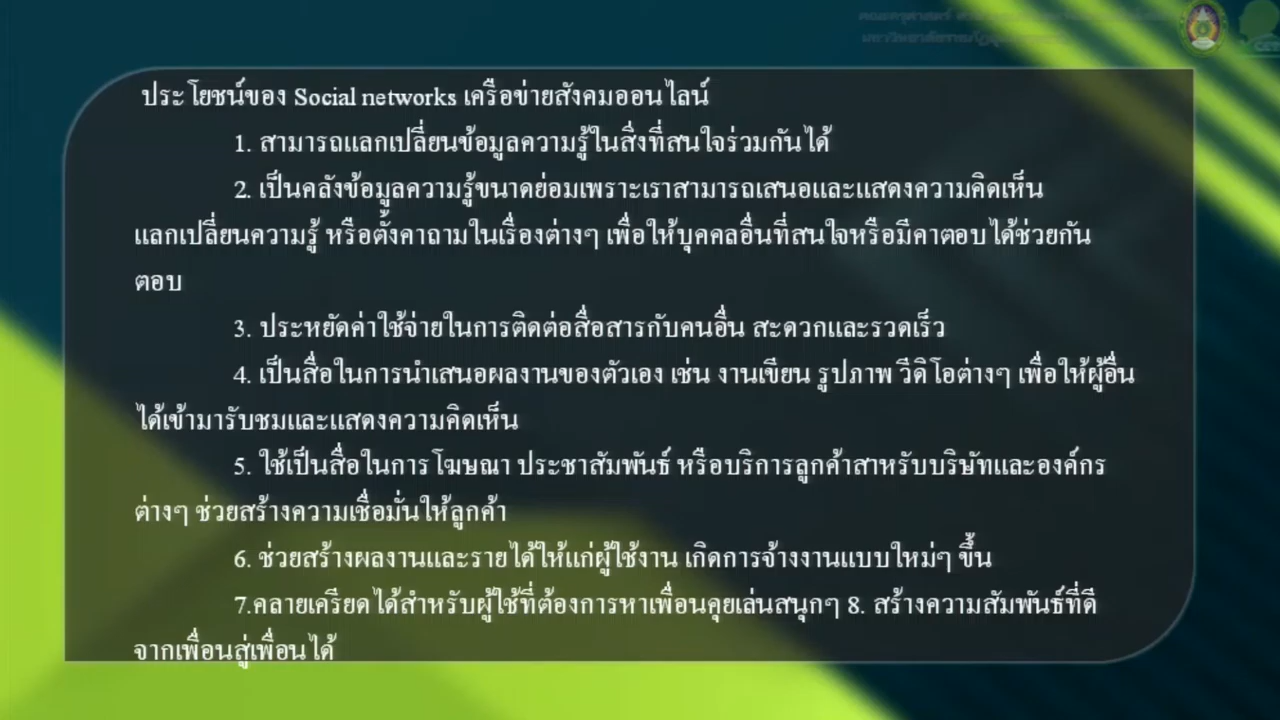 คณะครุศาสตร์
ประโยชน์ของ Social networks เครือข่ายสังคมออนไลน์
1. สามารถแลกเปลี่ยนข้อมูลความรู้ในสิ่งที่สนใจร่วมกันได้
2. เป็นคลังข้อมูลความรู้ขนาดย่อมเพราะเราสามารถเสนอและแสดงความคิดเห็น
แลกเปลี่ยนความรู้ หรือตั้งคาถามในเรื่องต่างๆ เพื่อให้บุคคลอื่นที่สนใจหรือมีคาตอบได้ช่วยกัน
ตอบ
3. ประหยัดค่าใช้จ่ายในการติดต่อสื่อสารกับคนอื่น สะดวกและรวดเร็ว
4. เป็นสื่อในการนำเสนอผลงานของตัวเอง เช่น งานเขียน รูปภาพ วีดิโอต่างๆ เพื่อให้ผู้อื่น
ได้เข้ามารับชมและแสดงความคิดเห็น
5. ใช้เป็นสื่อในการโฆษณา ประชาสัมพันธ์ หรือบริการลูกค้าสาหรับบริษัทและองค์กร
ต่างๆ ช่วยสร้างความเชื่อมั่นให้ลูกค้า
6. ช่วยสร้างผลงานและรายได้ให้แก่ผู้ใช้งาน เกิดการจ้างงานแบบใหม่ๆ ขึ้น
7.คลายเครียดได้สำหรับผู้ใช้ที่ต้องการหาเพื่อนคุยเล่นสนุกๆ 8. สร้างความสัมพันธ์ที่ดี
จากเพื่อนสู่เพื่อนได้